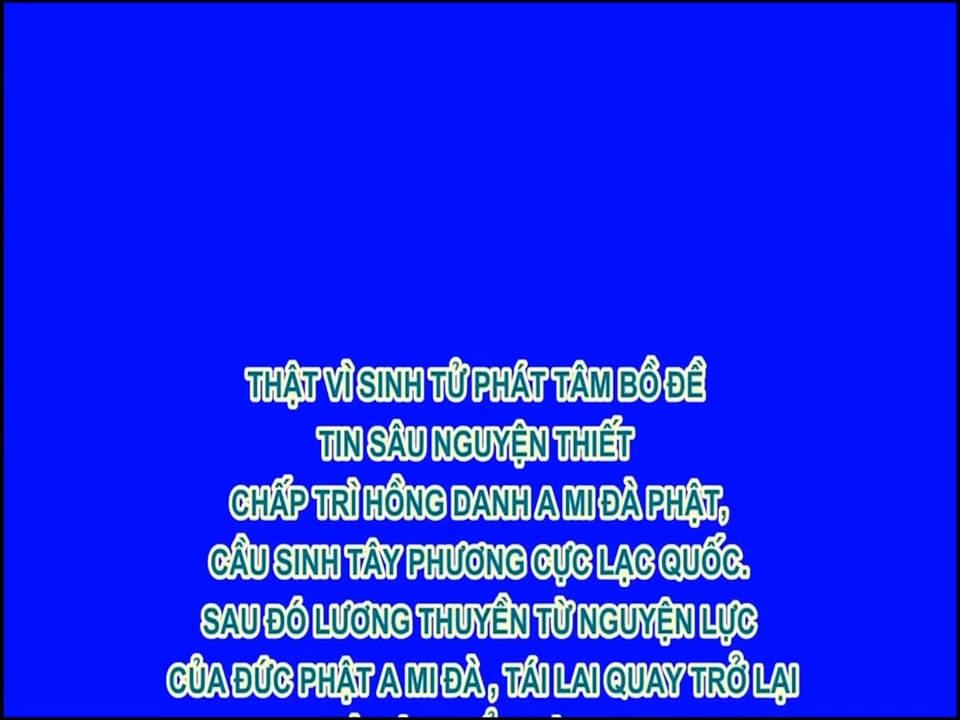 THẬT VÌ SINH TỬ PHÁT TÂM BỒ ĐỀ
TIN SÂU NGUYỆN THIẾT
CHẤP TRÌ HỒNG DANH A MI ĐÀ PHẬT,
CẦU SINH TÂY PHƯƠNG CỰC LẠC QUỐC.
SAU ĐÓ LƯƠNG THUYỀN TỪ NGUYỆN LỰC
CỦA ĐỨC PHẬT A MI ĐÀ , TÁI LAI QUAY TRỞ LẠI